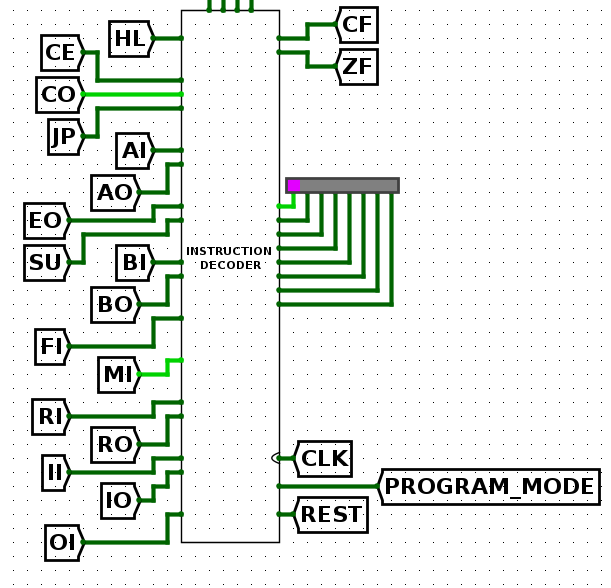 HL
CE
CO
JP
AI
AO
EO
SU
BI
BO
FI
MI
RI
RO
II
IO
OI
INSTRUCTION
DECODER
CF
ZF
CLK
PROGRAM_MODE
REST